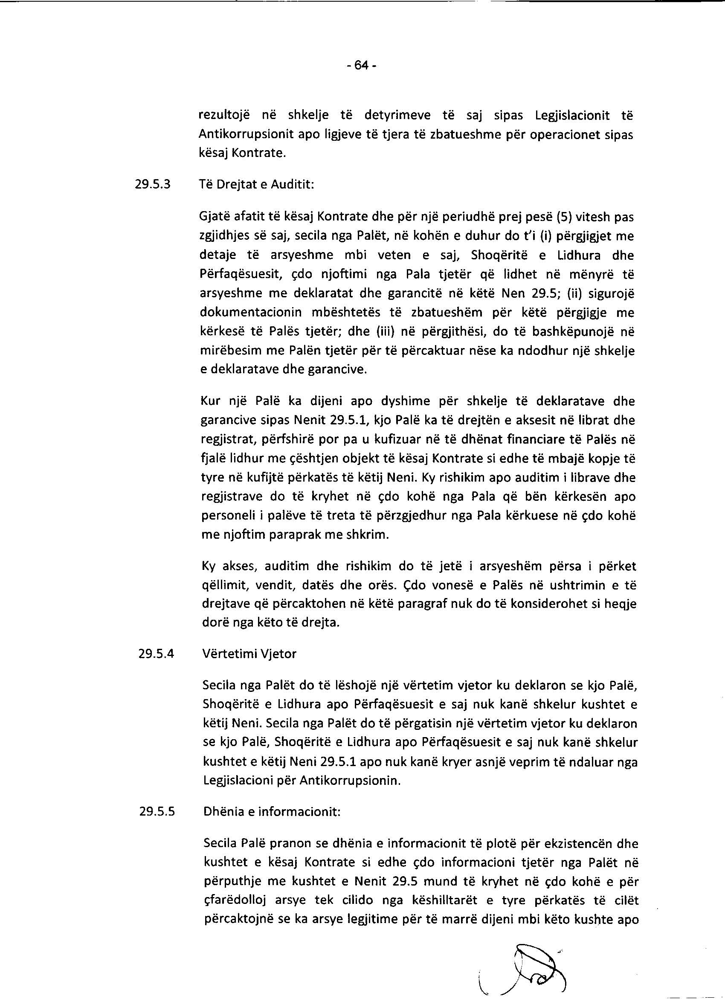 - 64 -
rezultojë në shkelje të detyrimeve të saj sipas Legjislacionit të
Antikorrupsionit apo ligjeve të tjera të zbatueshme për operacionet sipas
kësaj Kontrate.
29.5.3 Të Drejtat e Auditit:
Gjatë afatit të kësaj Kontrate dhe për një periudhë prej pesë (5) vitesh pas
zgjidhjes së saj, secila nga Palët, në kohën e duhur do t'i (i) përgjigjet me
detaje të arsyeshme mbi veten e saj, Shoqëritë e Lidhura dhe
Përfaqësuesit, çdo njoftimi nga Pala tjetër që lidhet në mënyrë të
arsyeshme me deklaratat dhe garancitë në këtë Nen 29.5; (ii) sigurojë
dokumentacionin mbështetës të zbatueshëm për këtë përgjigje me
kërkesë të Palës tjetër; dhe (iii) në përgjithësi, do të bashkëpunojë në
mirëbesim me Palën tjetër për të përcaktuar nëse ka ndodhur një shkelje
e deklaratave dhe garancive.
Kur një Palë ka dijeni apo dyshime për shkelje të deklaratave dhe
garancive sipas Nenit 29.5.1, kjo Palë ka të drejtën e aksesit në librat dhe
regjistrat, përfshirë por pa u kufizuar në të dhënat financiare të Palës në
fjalë lidhur me çështjen objekt të kësaj Kontrate si edhe të mbajë kopje të
tyre në kufijtë përkatës të këtij Neni. Ky rishikim apo auditim i librave dhe
regjistrave do të kryhet në çdo kohë nga Pala që bën kërkesën apo
personeli i palëve të treta të përzgjedhur nga Pala kërkuese në çdo kohë
me njoftim paraprak me shkrim.
Ky akses, auditim dhe rishikim do të jetë i arsyeshëm përsa i përket
qëllimit, vendit, datës dhe orës. Çdo vonesë e Palës në ushtrimin e të
drejtave që përcaktohen në këtë paragraf nuk do të konsiderohet si heqje
dorë nga këto të drejta.
29.5.4 Vërtetimi Vjetor
Secila nga Palët do të lëshojë një vërtetim vjetor ku deklaron se kjo Palë,
Shoqëritë e Lidhura apo Përfaqësuesit e saj nuk kanë shkelur kushtet e
këtij Neni. Secila nga Palët do të përgatisin një vërtetim vjetor ku deklaron
se kjo Palë, Shoqëritë e Lidhura apo Përfaqësuesit e saj nuk kanë shkelur
kushtet e këtij Neni 29.5.1 apo nuk kanë kryer asnjë veprim të ndaluar nga
Legjislacioni për Antikorrupsionin.
29.5.5 Dhënia e informacionit:
Secila Palë pranon se dhënia e informacionit të plotë për ekzistencën dhe
kushtet e kësaj Kontrate si edhe çdo informacioni tjetër nga Palët në
përputhje me kushtet e Nenit 29.5 mund të kryhet në çdo kohë e për
çfarëdolloj arsye tek cilido nga këshilltarët e tyre përkatës të cilët
përcaktojnë se ka arsye legjitime për të marrë dijeni mbi këto kushte apo